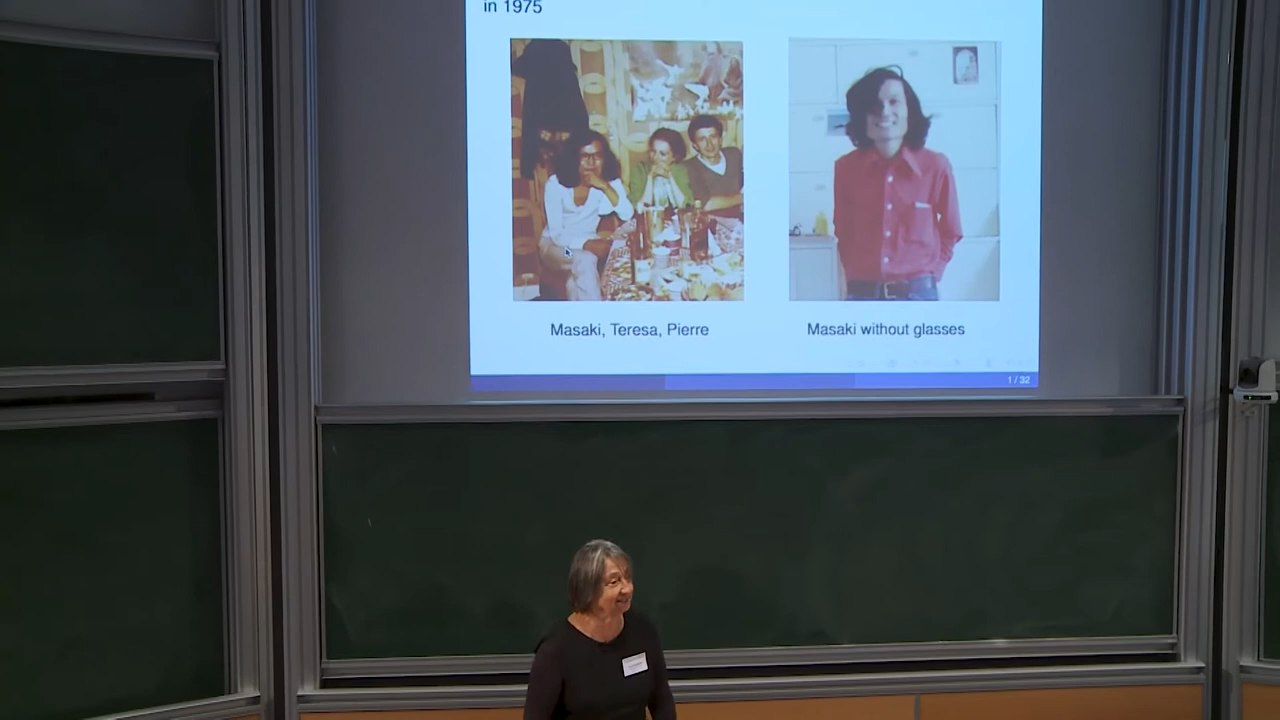 in 1975
Masaki, Teresa, Pierre
Masaki without glasses
1 / 32